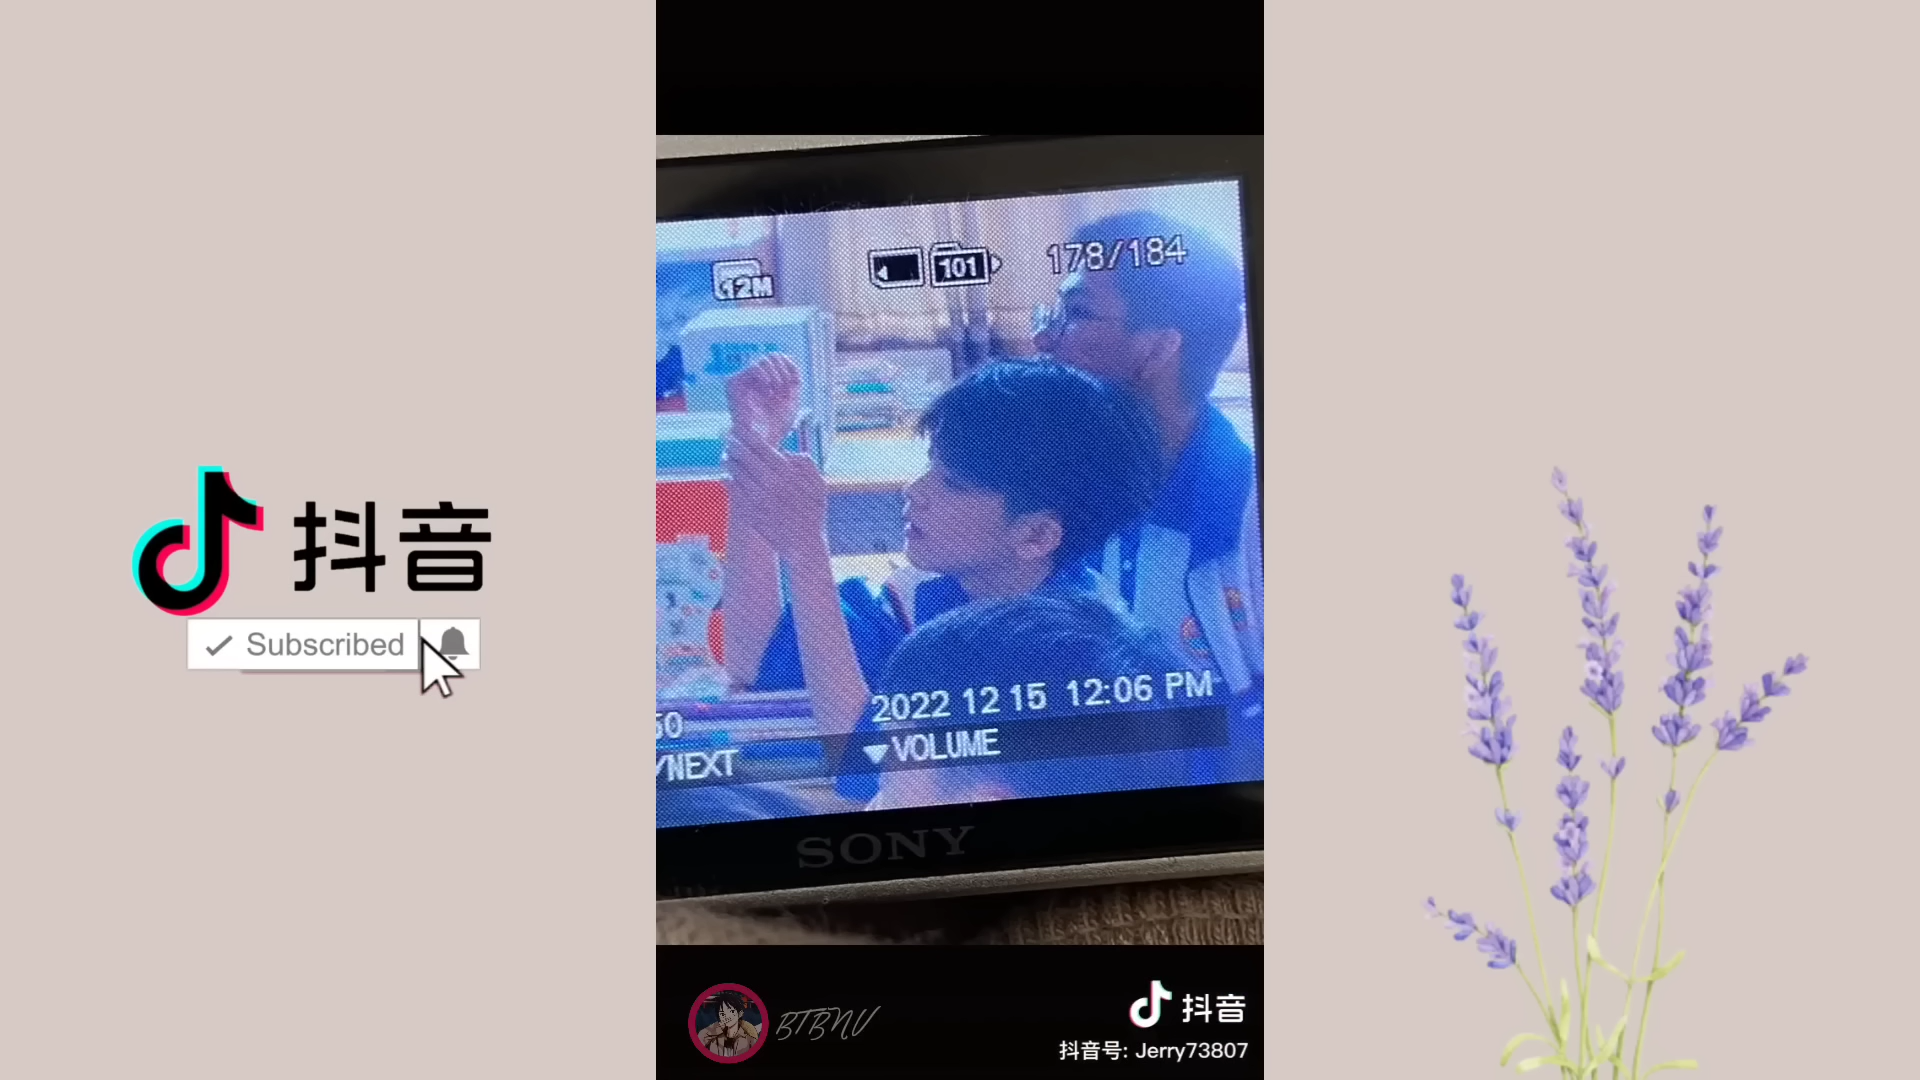 抖音
Subscribed
12M
101
178/184
2022 12 15 12:06 PM
/NEXT
VOLUME
SONY
BTBNV
抖音
抖音号: Jerry73807